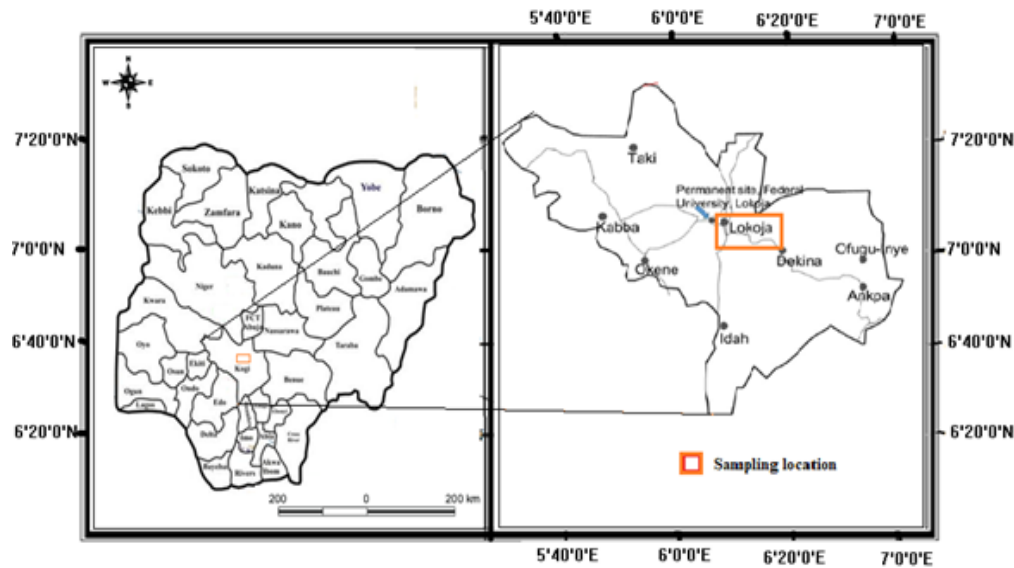 5°40'0"E 6°0'0"E 6°20'0"E 7°0'0"E
N
W E
S
7°20'0"N
7°0'0"N
6°40'0"N
6°20'0"N
Sokoto
Kebbi
Zamfara
Katsina
Kano
Yobe
Borno
Kaduna
Bauchi
Gombe
Adamawa
Niger
Kwara
Plateau
FCT
Abuja
Nassarawa
Taraba
Oyo
Osun
Ekiti
Kogi
Benue
Ogun
Ondo
Lagos
Edo
Delta
Imo
Cross
River
Bayelsa
Rivers
Akwa
Ibom
200 0 200 km
Taki
Permanent site, Federal
University, Lokoja
Kabba
Lokoja
Okene
Dekina
Ofugu-Inye
Ankpa
Idah
Sampling location
7°20'0"N
7°0'0"N
6°40'0"N
6°20'0"N
5°40'0"E 6°0'0"E 6°20'0"E 7°0'0"E